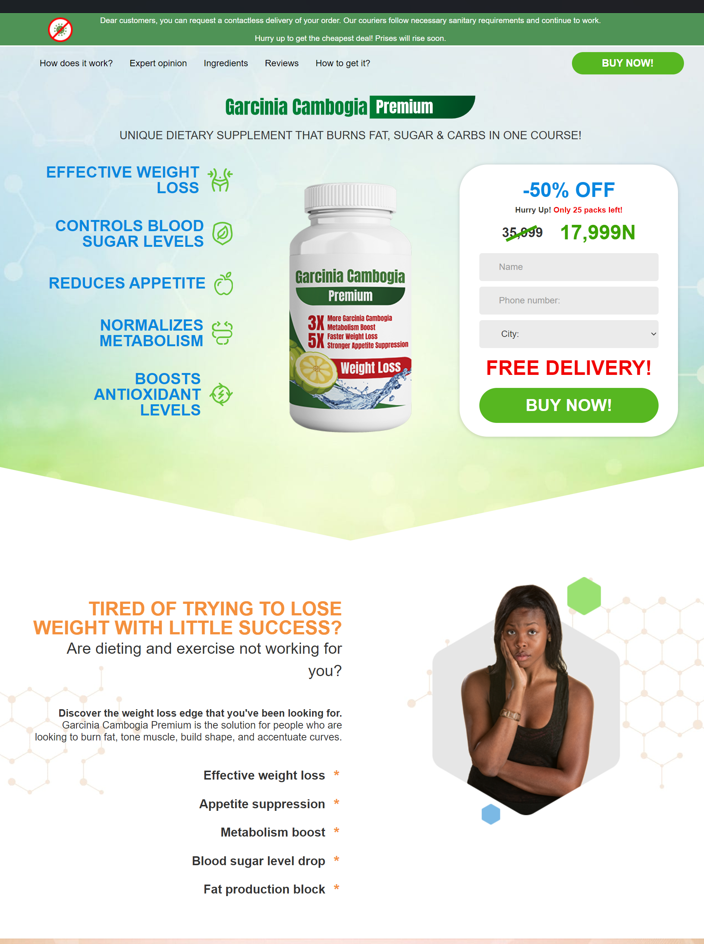 Dear customers, you can request a contactless delivery of your order. Our couriers follow necessary sanitary requirements and continue to work.
Hurry up to get the cheapest deal! Prises will rise soon.
How does it work?
Expert opinion
Ingredients
Reviews
How to get it?
BUY NOW!
Garcinia Cambogia Premium
UNIQUE DIETARY SUPPLEMENT THAT BURNS FAT, SUGAR & CARBS IN ONE COURSE!
EFFECTIVE WEIGHT
LOSS
CONTROLS BLOOD
SUGAR LEVELS
REDUCES APPETITE
NORMALIZES
METABOLISM
BOOSTS
ANTIOXIDANT
LEVELS
Garcinia Cambogia
Premium
3X More Garcinia Cambogia
Metabolism Boost
5X Faster Weight Loss
Stronger Appetite Suppression
Weight Loss
-50% OFF
Hurry Up! Only 25 packs left!
35,999 17,999N
Name
Phone number:
City:
FREE DELIVERY!
BUY NOW!
TIRED OF TRYING TO LOSE
WEIGHT WITH LITTLE SUCCESS?
Are dieting and exercise not working for
you?
Discover the weight loss edge that you've been looking for.
Garcinia Cambogia Premium is the solution for people who are
looking to burn fat, tone muscle, build shape, and accentuate curves.
Effective weight loss *
Appetite suppression *
Metabolism boost *
Blood sugar level drop *
Fat production block *